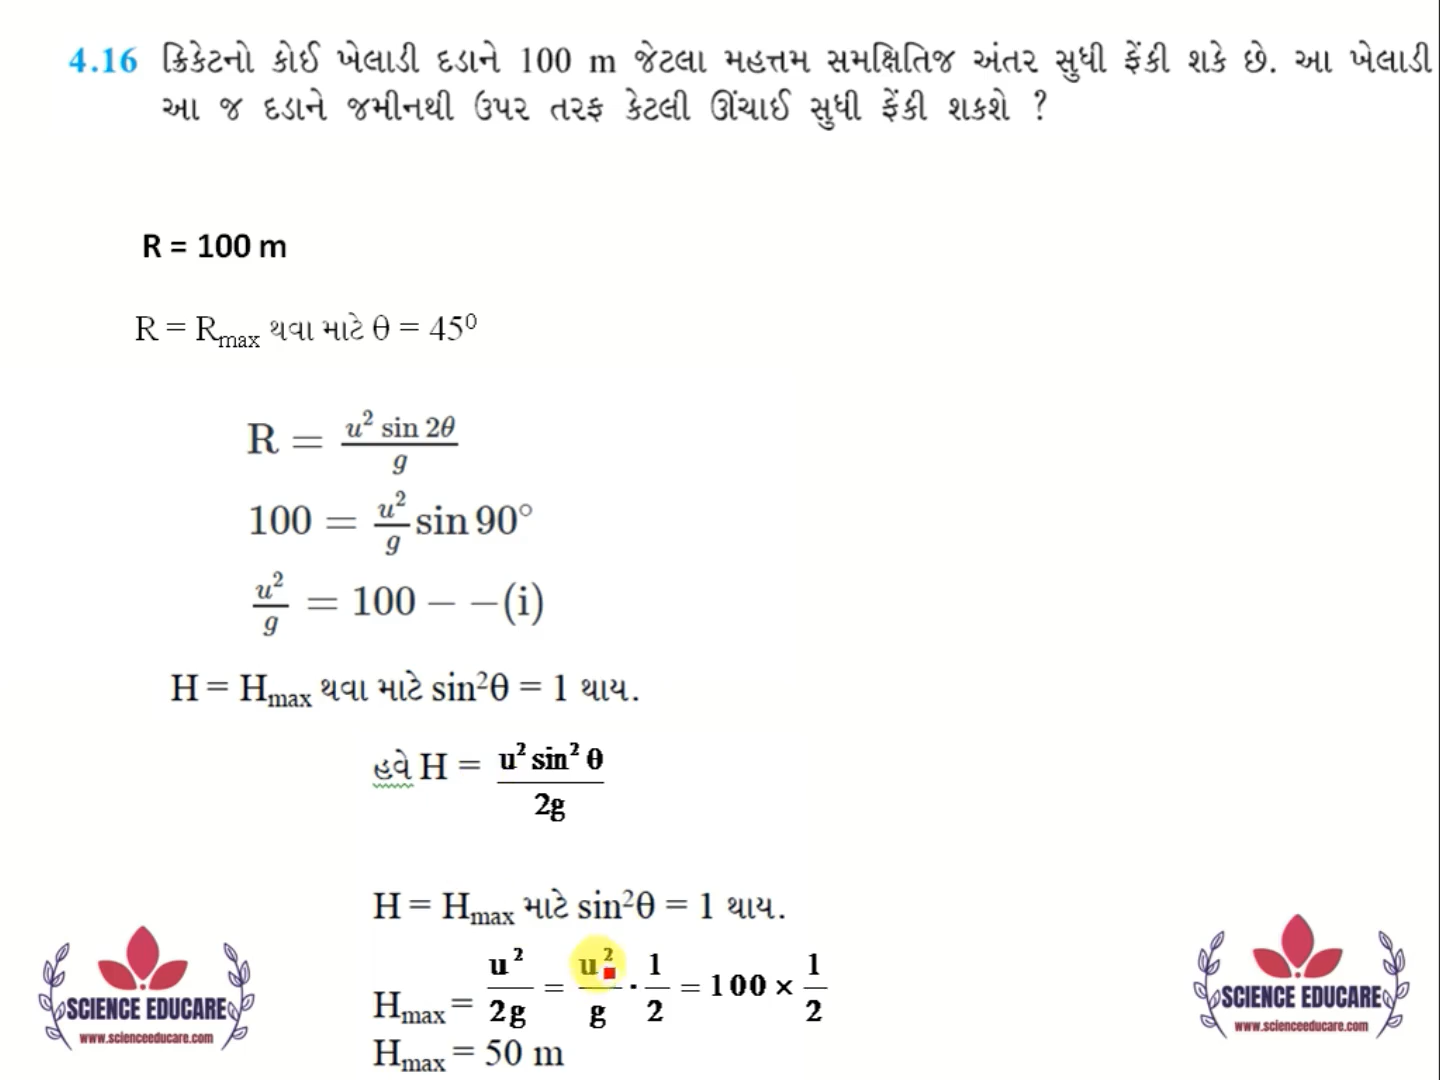 4.16 ક્રિકેટનો કોઈ ખેલાડી દડાને 100 m જેટલા મહત્તમ સમક્ષિતિજ અંતર સુધી ફેંકી શકે છે. આ ખેલાડી
આ જ દડાને જમીનથી ઉપર તરફ કેટલી ઊંચાઈ સુધી ફેંકી શકશે ?
R = 100 m
R = Rmax થવા માટે θ = 45⁰
R = u² sin 2θ / g
100 = u²/g sin 90°
u²/g = 100 − −(i)
H = Hmax થવા માટે sin²θ = 1 થાય.
હવે H = u² sin² θ / 2g
H = Hmax માટે sin²θ = 1 થાય.
Hmax = u²/2g = u²/g · 1/2 = 100 × 1/2
Hmax = 50 m
SCIENCE EDUCARE
www.scienceeducare.com
SCIENCE EDUCARE
www.scienceeducare.com